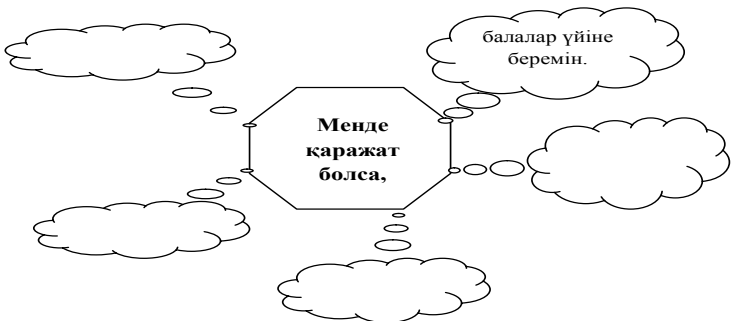 балалар үйіне
беремін.
Менде
қаражат
болса,